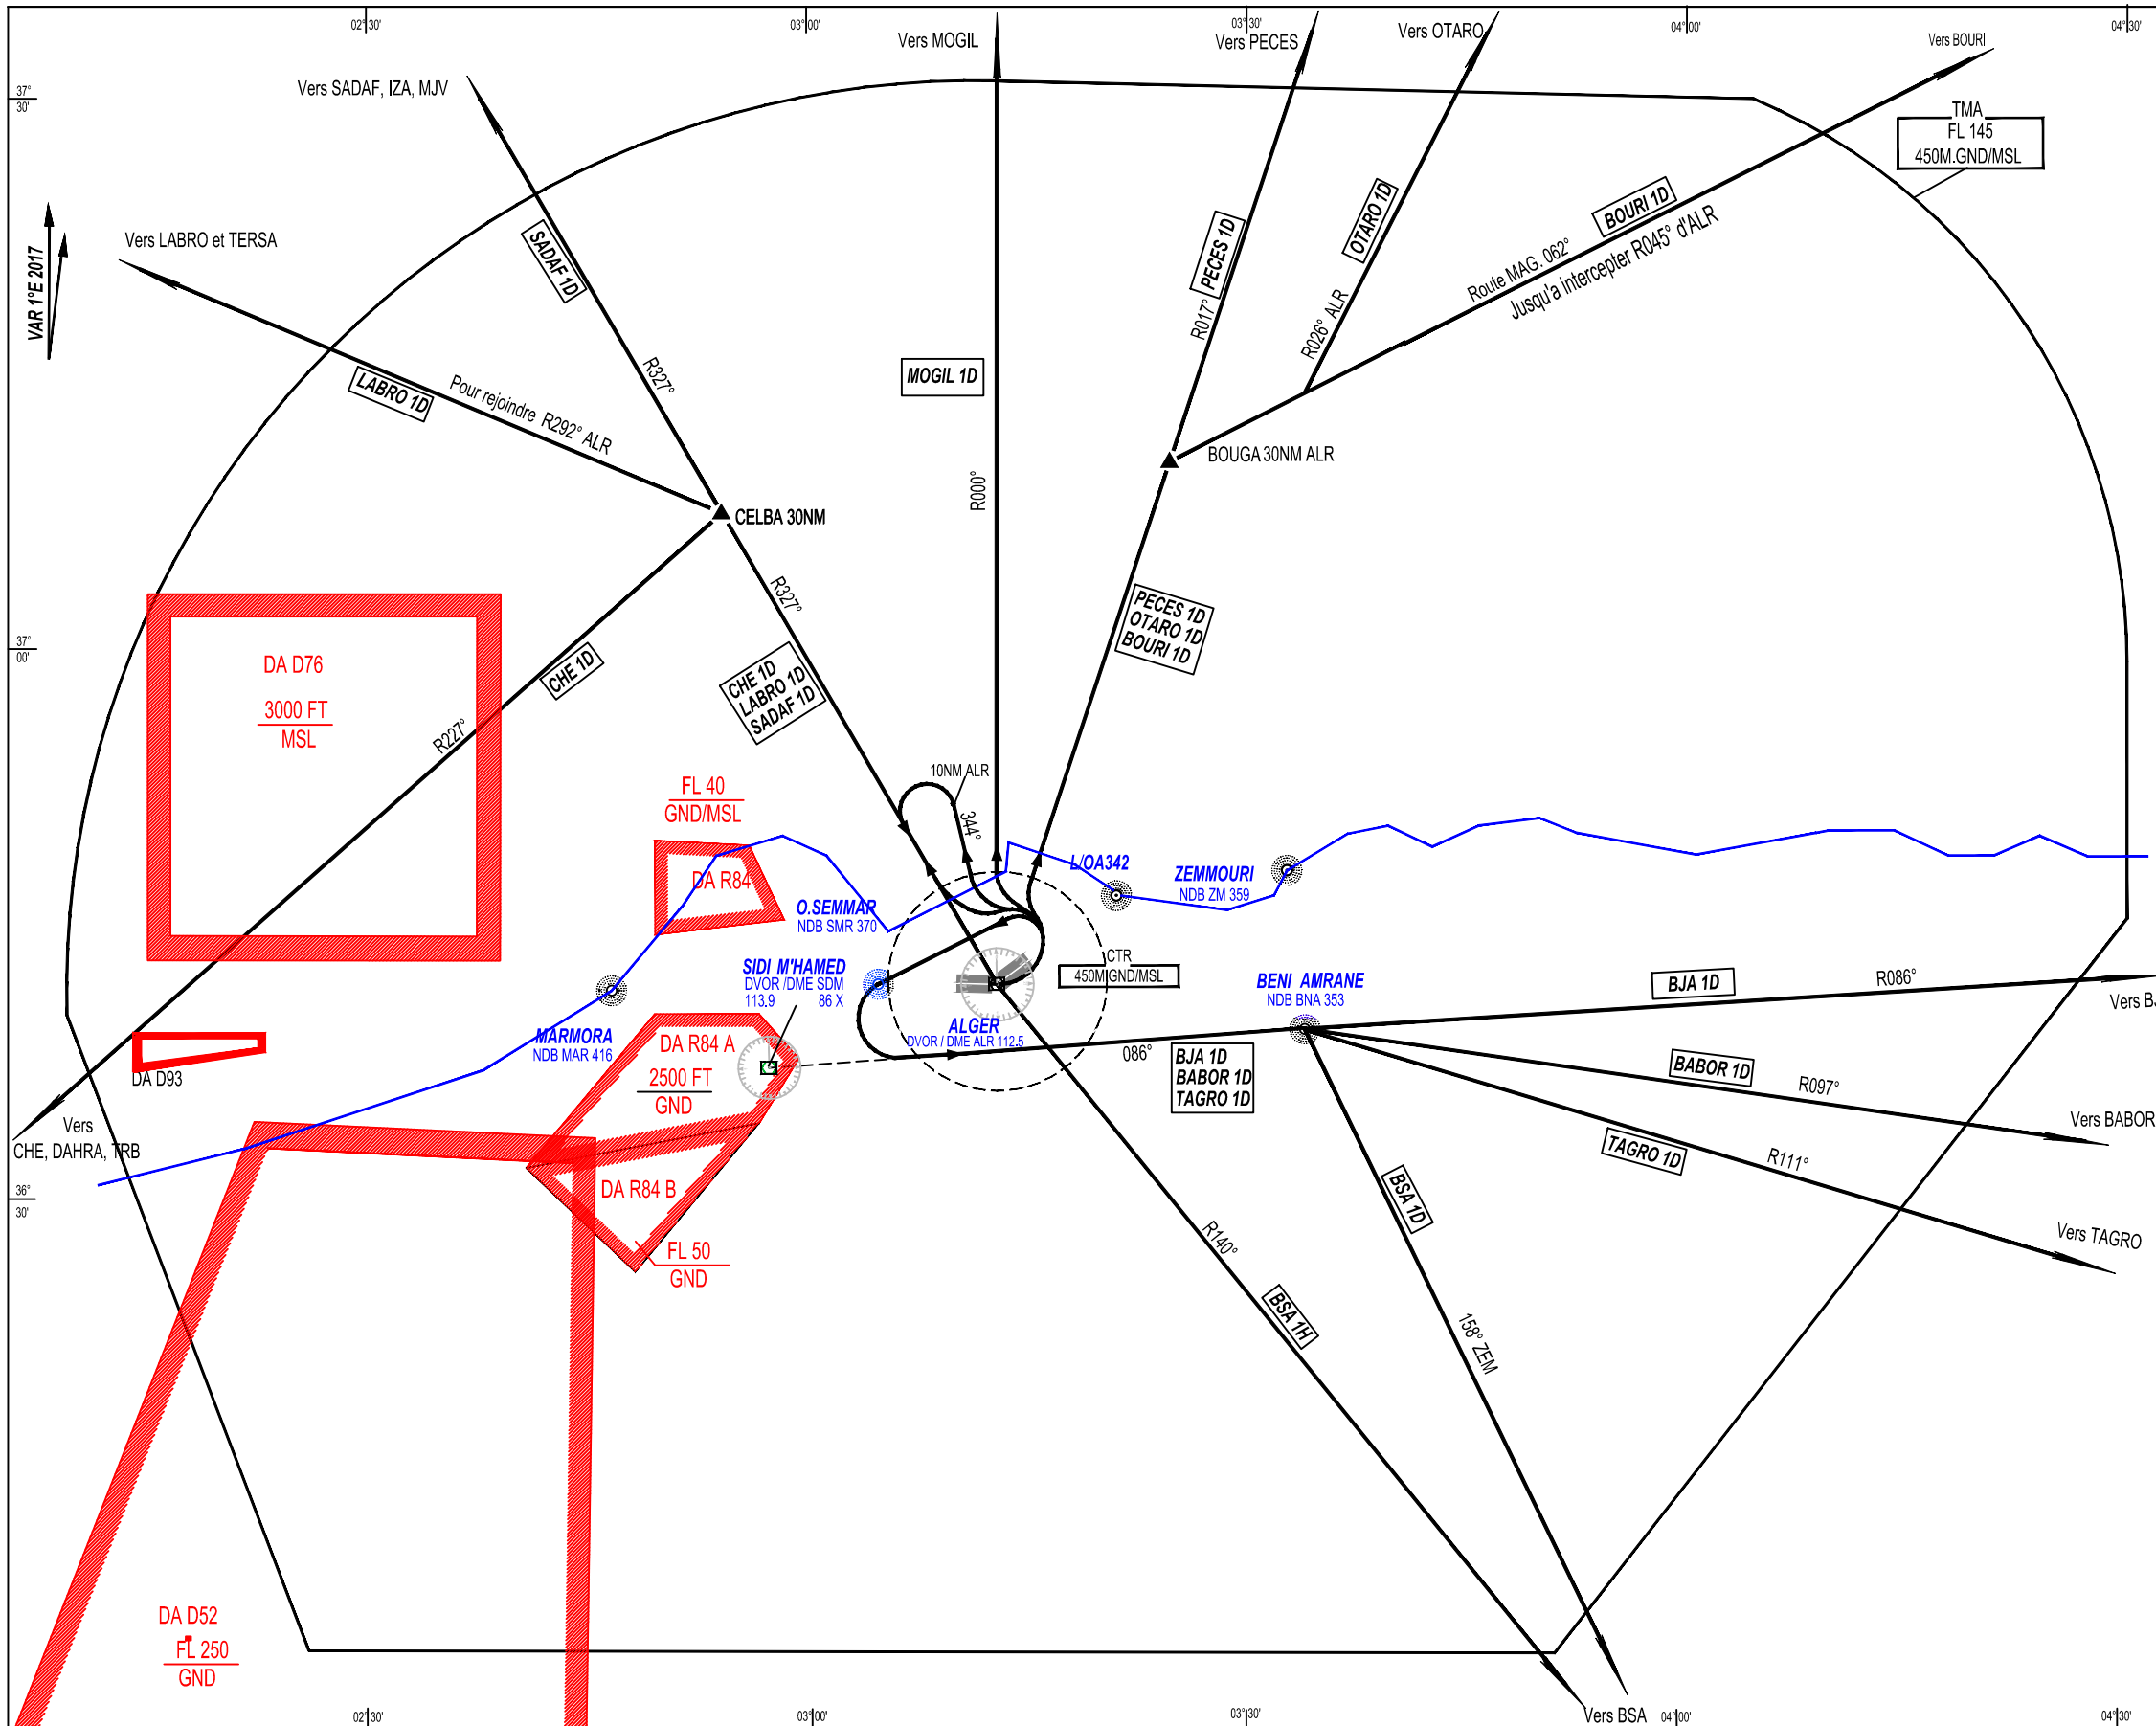 02°30'
03°00'
03°30'
04°00'
04°30'
Vers MOGIL
Vers PECES
Vers OTARO
Vers BOURI
Vers SADAF, IZA, MJV
37°
30'
TMA
FL 145
450M.GND/MSL
VAR 1°E 2017
Vers LABRO et TERSA
SADAF 1D
PECES 1D
R017°
OTARO 1D
R026° ALR
BOURI 1D
Route MAG. 062°
Jusqu'a intercepter R045° d'ALR
LABRO 1D
Pour rejoindre R292° ALR
R327°
MOGIL 1D
R000°
BOUGA 30NM ALR
CELBA 30NM
R327°
PECES 1D
OTARO 1D
BOURI 1D
37°
00'
DA D76
3000 FT
MSL
CHE 1D
R227°
CHE 1D
LABRO 1D
SADAF 1D
10NM ALR
344°
FL 40
GND/MSL
DA R84
L/OA342
ZEMMOURI
NDB ZM 359
O.SEMMAR
NDB SMR 370
CTR
450M.GND/MSL
SIDI M'HAMED
DVOR /DME SDM
113.9 86 X
BENI AMRANE
NDB BNA 353
BJA 1D
R086°
Vers BJ
MARMORA
NDB MAR 416
ALGER
DVOR / DME ALR 112.5
086°
BJA 1D
BABOR 1D
TAGRO 1D
DA R84 A
2500 FT
GND
DA D93
BABOR 1D
R097°
Vers BABOR
Vers
CHE, DAHRA, TRB
TAGRO 1D
R111°
Vers TAGRO
36°
30'
DA R84 B
FL 50
GND
BSA 1D
158° ZEM
R140°
BSA 1H
DA D52
FL 250
GND
Vers BSA
02°30'
03°00'
03°30'
04°00'
04°30'